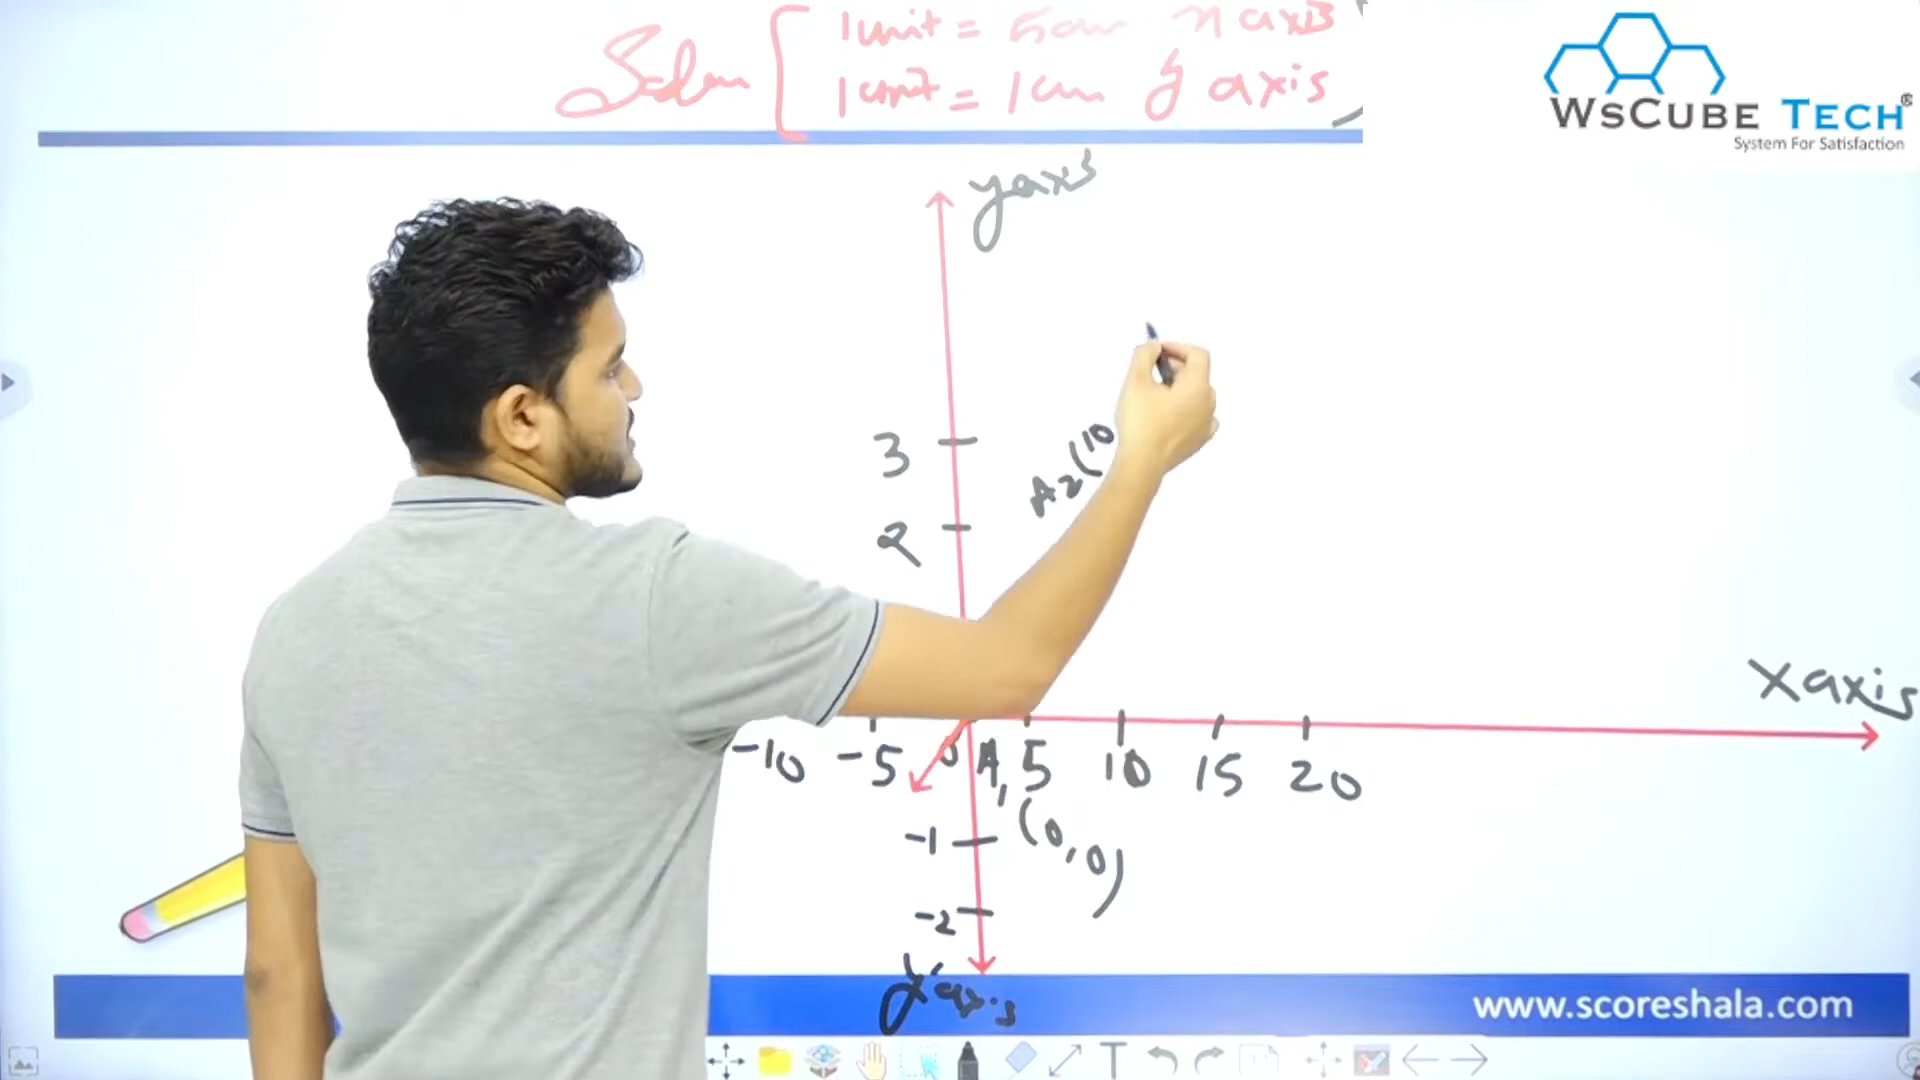 1 unit = 5cm x axis
1 unit = 1cm y axis
WsCube Tech®
System For Satisfaction
y axis
3
A2(10
2
X axis
-10 -5 0 A1 5 10 15 20
-1 (0,0)
-2
y' axis
www.scoreshala.com